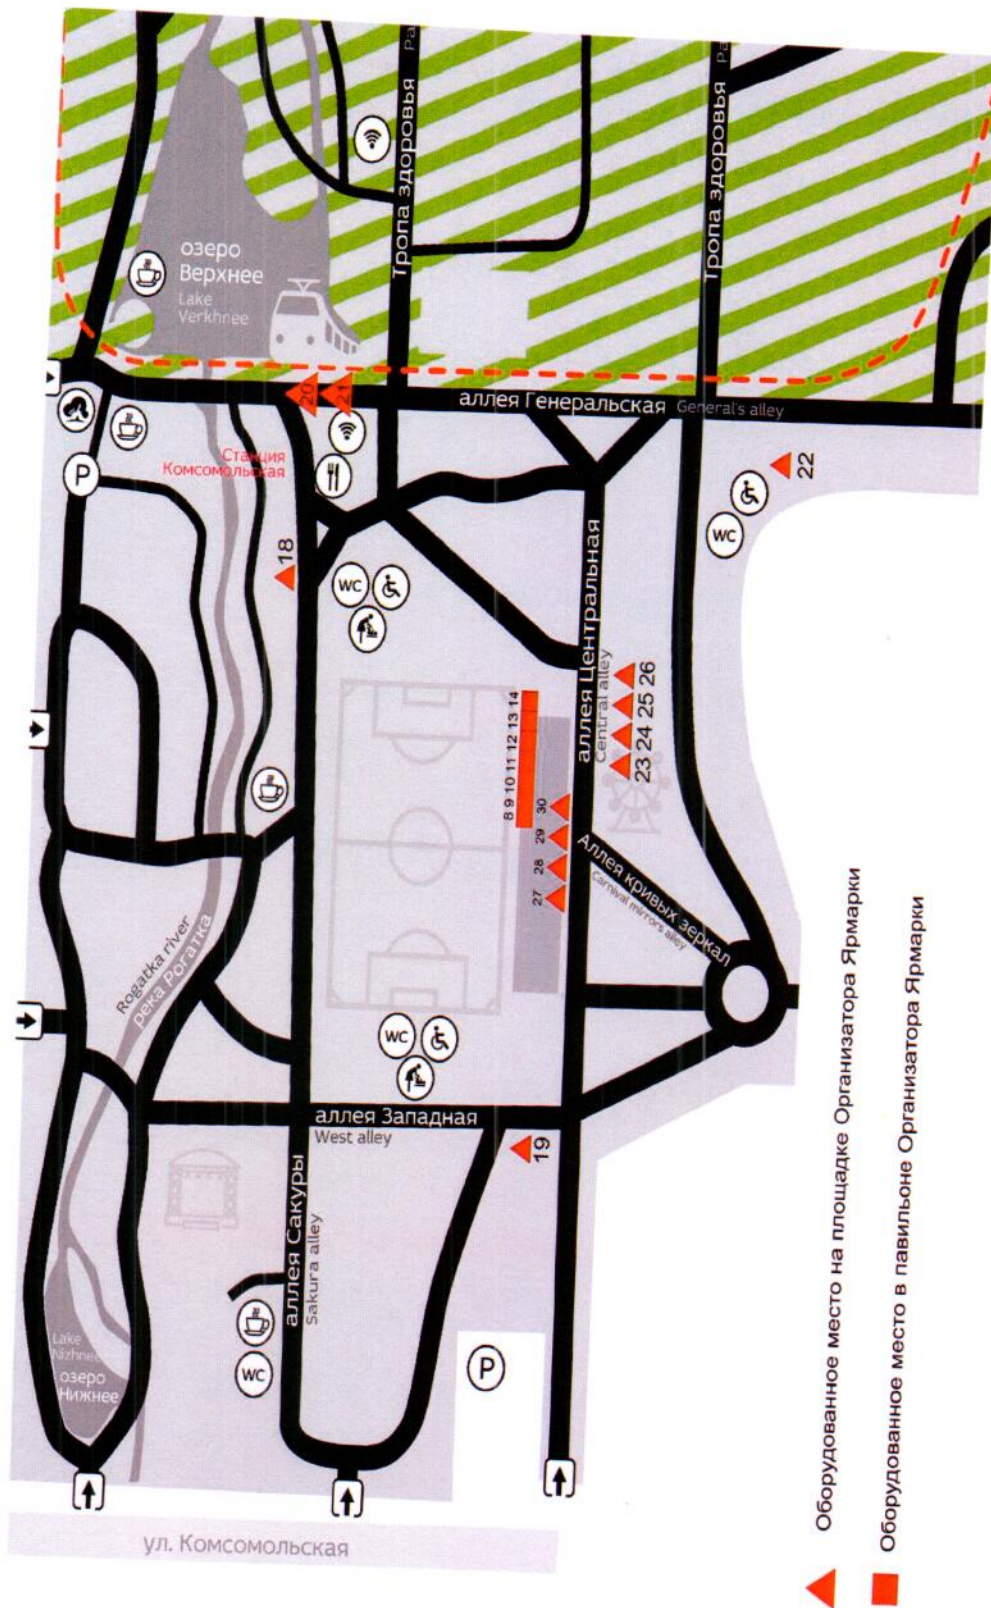 озеро
Верхнее
Lake
Verkhnee
Тропа здоровья
Ра
Тропа здоровья
Ра
20
21
аллея Генеральская General's alley
Станция
Комсомольская
P
22
WC
18
WC
аллея Центральная
Central alley
26
25
24
23
8 9 10 11 12 13 14
30
29
28
27
Аллея кривых зеркал
Carnival mirrors alley
Rogatka river
река Рогатка
WC
аллея Западная
West alley
19
аллея Сакуры
Sakura alley
Lake
Nizhnee
озеро
Нижнее
WC
P
ул. Комсомольская
Оборудованное место на площадке Организатора Ярмарки
Оборудованное место в павильоне Организатора Ярмарки